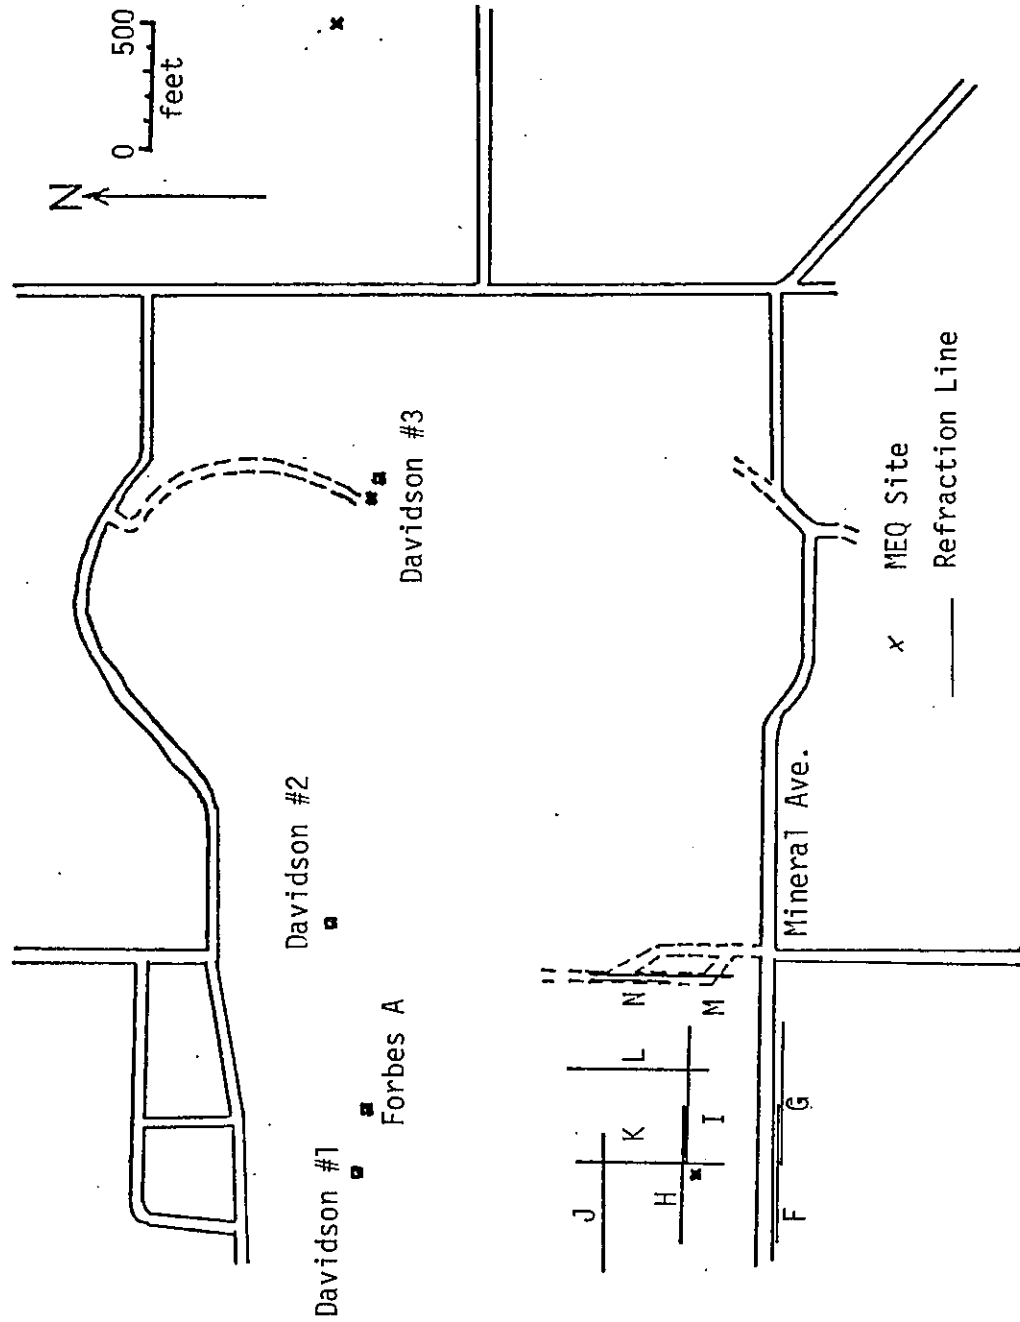 N
0 500
feet
Davidson #3
Davidson #2
Forbes A
Davidson #1
J
K
L
N
H
I
M
F
G
Mineral Ave.
x MEQ Site
Refraction Line